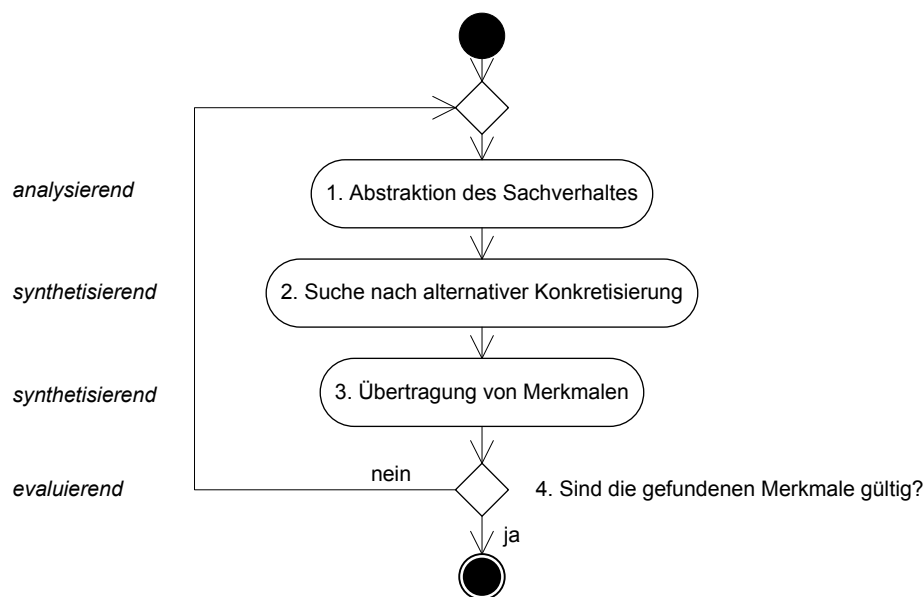 analysierend
1. Abstraktion des Sachverhaltes
synthetisierend
2. Suche nach alternativer Konkretisierung
synthetisierend
3. Übertragung von Merkmalen
nein
evaluierend
4. Sind die gefundenen Merkmale gültig?
ja